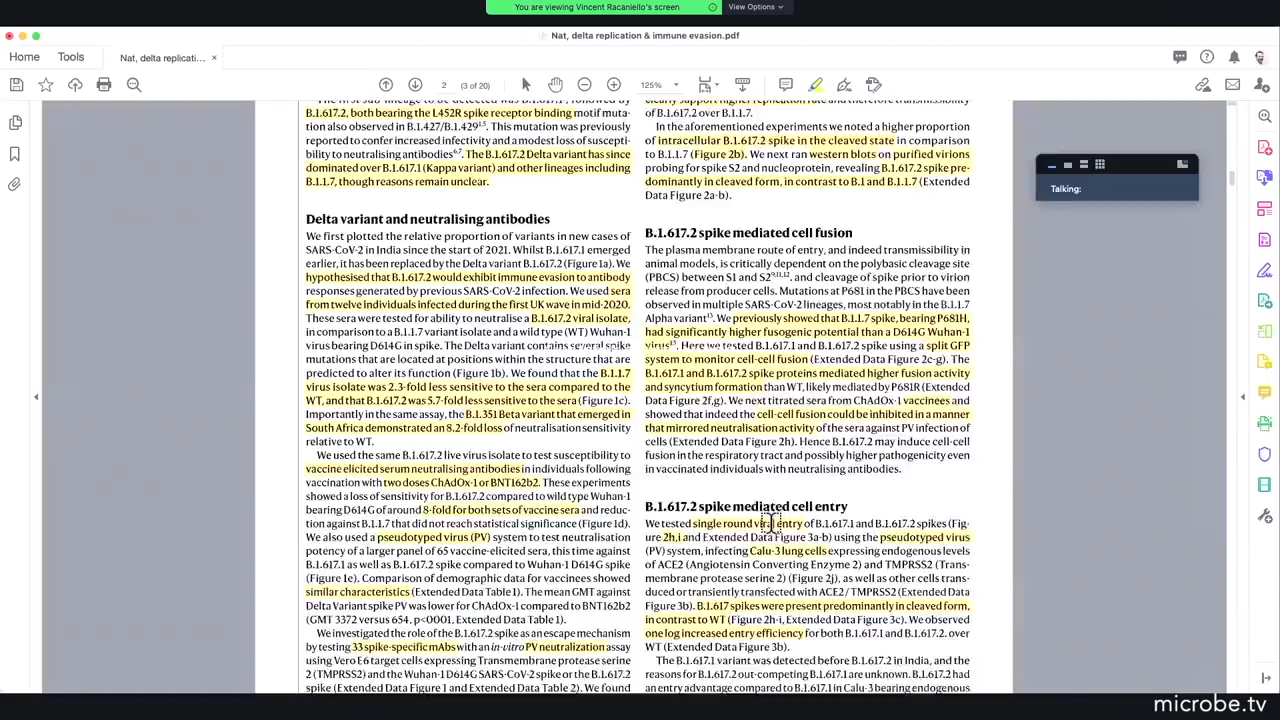 You are viewing Vincent Racaniello's screen
View Options
Nat, delta replication & immune evasion.pdf
Home
Tools
Nat, delta replicati...
2
(3 of 20)
125%
B.1.617.2, both bearing the L452R spike receptor binding motif muta-
tion also observed in B.1.427/B.1.429¹,⁵. This mutation was previously
reported to confer increased infectivity and a modest loss of suscepti-
bility to neutralising antibodies⁶,⁷. The B.1.617.2 Delta variant has since
dominated over B.1.617.1 (Kappa variant) and other lineages including
B.1.1.7, though reasons remain unclear.
Delta variant and neutralising antibodies
We first plotted the relative proportion of variants in new cases of
SARS-CoV-2 in India since the start of 2021. Whilst B.1.617.1 emerged
earlier, it has been replaced by the Delta variant B.1.617.2 (Figure 1a). We
hypothesised that B.1.617.2 would exhibit immune evasion to antibody
responses generated by previous SARS-CoV-2 infection. We used sera
from twelve individuals infected during the first UK wave in mid-2020.
These sera were tested for ability to neutralise a B.1.617.2 viral isolate,
in comparison to a B.1.1.7 variant isolate and a wild type (WT) Wuhan-1
virus bearing D614G in spike. The Delta variant contains several spike
mutations that are located at positions within the structure that are
predicted to alter its function (Figure 1b). We found that the B.1.1.7
virus isolate was 2.3-fold less sensitive to the sera compared to the
WT, and that B.1.617.2 was 5.7-fold less sensitive to the sera (Figure 1c).
Importantly in the same assay, the B.1.351 Beta variant that emerged in
South Africa demonstrated an 8.2-fold loss of neutralisation sensitivity
relative to WT.
We used the same B.1.617.2 live virus isolate to test susceptibility to
vaccine elicited serum neutralising antibodies in individuals following
vaccination with two doses ChAdOx-1 or BNT162b2. These experiments
showed a loss of sensitivity for B.1.617.2 compared to wild type Wuhan-1
bearing D614G of around 8-fold for both sets of vaccine sera and reduc-
tion against B.1.1.7 that did not reach statistical significance (Figure 1d).
We also used a pseudotyped virus (PV) system to test neutralisation
potency of a larger panel of 65 vaccine-elicited sera, this time against
B.1.617.1 as well as B.1.617.2 spike compared to Wuhan-1 D614G spike
(Figure 1e). Comparison of demographic data for vaccinees showed
similar characteristics (Extended Data Table 1). The mean GMT against
Delta Variant spike PV was lower for ChAdOx-1 compared to BNT162b2
(GMT 3372 versus 654, p<0001, Extended Data Table 1).
We investigated the role of the B.1.617.2 spike as an escape mechanism
by testing 33 spike-specific mAbs with an in-vitro PV neutralization assay
using Vero E6 target cells expressing Transmembrane protease serine
2 (TMPRSS2) and the Wuhan-1 D614G SARS-CoV-2 spike or the B.1.617.2
spike (Extended Data Figure 1 and Extended Data Table 2). We found
clearly support higher replication rate and therefore transmissibility
of B.1.617.2 over B.1.1.7.
In the aforementioned experiments we noted a higher proportion
of intracellular B.1.617.2 spike in the cleaved state in comparison
to B.1.1.7 (Figure 2b). We next ran western blots on purified virions
probing for spike S2 and nucleoprotein, revealing B.1.617.2 spike pre-
dominantly in cleaved form, in contrast to B.1 and B.1.1.7 (Extended
Data Figure 2a-b).
B.1.617.2 spike mediated cell fusion
The plasma membrane route of entry, and indeed transmissibility in
animal models, is critically dependent on the polybasic cleavage site
(PBCS) between S1 and S2⁹,¹¹,¹². and cleavage of spike prior to virion
release from producer cells. Mutations at P681 in the PBCS have been
observed in multiple SARS-CoV-2 lineages, most notably in the B.1.1.7
Alpha variant¹³. We previously showed that B.1.1.7 spike, bearing P681H,
had significantly higher fusogenic potential than a D614G Wuhan-1
virus¹³. Here we tested B.1.617.1 and B.1.617.2 spike using a split GFP
system to monitor cell-cell fusion (Extended Data Figure 2c-g). The
B.1.617.1 and B.1.617.2 spike proteins mediated higher fusion activity
and syncytium formation than WT, likely mediated by P681R (Extended
Data Figure 2f,g). We next titrated sera from ChAdOx-1 vaccinees and
showed that indeed the cell-cell fusion could be inhibited in a manner
that mirrored neutralisation activity of the sera against PV infection of
cells (Extended Data Figure 2h). Hence B.1.617.2 may induce cell-cell
fusion in the respiratory tract and possibly higher pathogenicity even
in vaccinated individuals with neutralising antibodies.
B.1.617.2 spike mediated cell entry
We tested single round viral entry of B.1.617.1 and B.1.617.2 spikes (Fig-
ure 2h,i and Extended Data Figure 3a-b) using the pseudotyped virus
(PV) system, infecting Calu-3 lung cells expressing endogenous levels
of ACE2 (Angiotensin Converting Enzyme 2) and TMPRSS2 (Trans-
membrane protease serine 2) (Figure 2j), as well as other cells trans-
duced or transiently transfected with ACE2 / TMPRSS2 (Extended Data
Figure 3b). B.1.617 spikes were present predominantly in cleaved form,
in contrast to WT (Figure 2h-i, Extended Data Figure 3c). We observed
one log increased entry efficiency for both B.1.617.1 and B.1.617.2. over
WT (Extended Data Figure 3b).
The B.1.617.1 variant was detected before B.1.617.2 in India, and the
reasons for B.1.617.2 out-competing B.1.617.1 are unknown. B.1.617.2 had
an entry advantage compared to B.1.617.1 in Calu-3 bearing endogenous
Talking:
microbe.tv